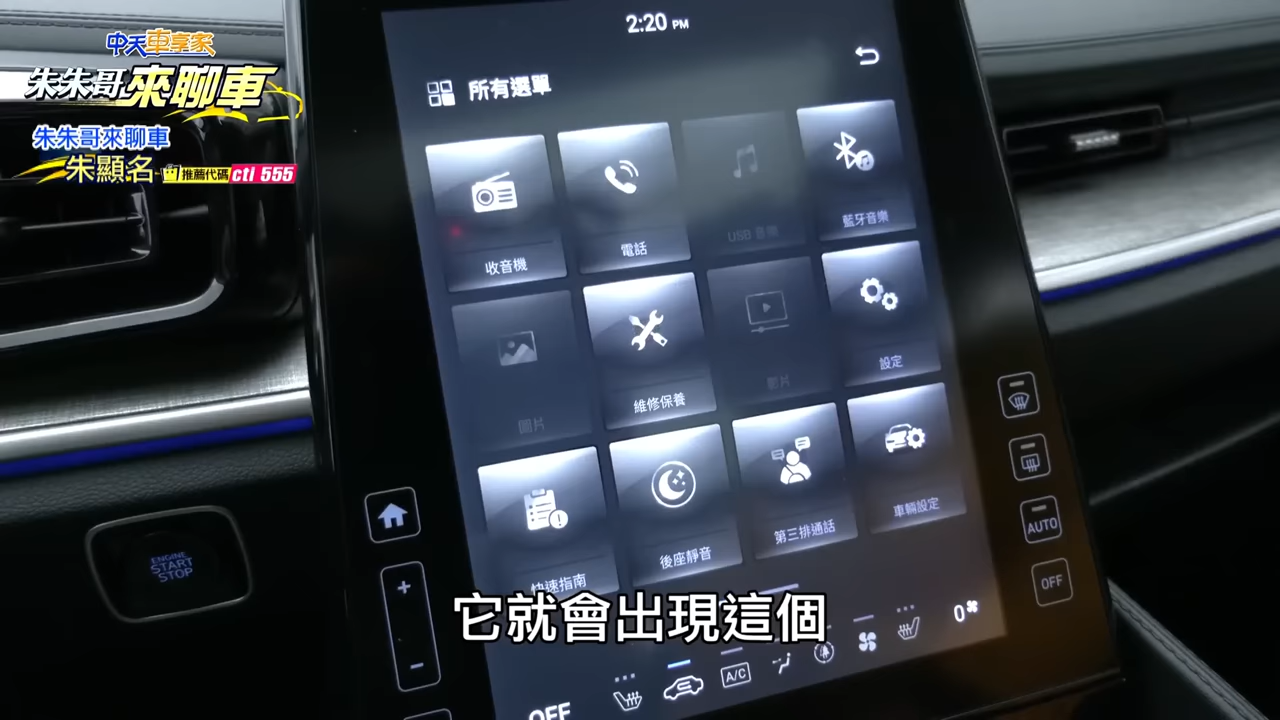 中天車享家
朱朱哥來聊車
朱朱哥來聊車
朱顯名 推薦代碼 cti 555
2:20 PM
所有選單
收音機
電話
USB 音樂
藍牙音樂
圖片
維修保養
影片
設定
快速指南
後座靜音
第三排通話
車輛設定
ENGINE
START
STOP
+
-
AUTO
OFF
它就會出現這個
OFF
A/C
0